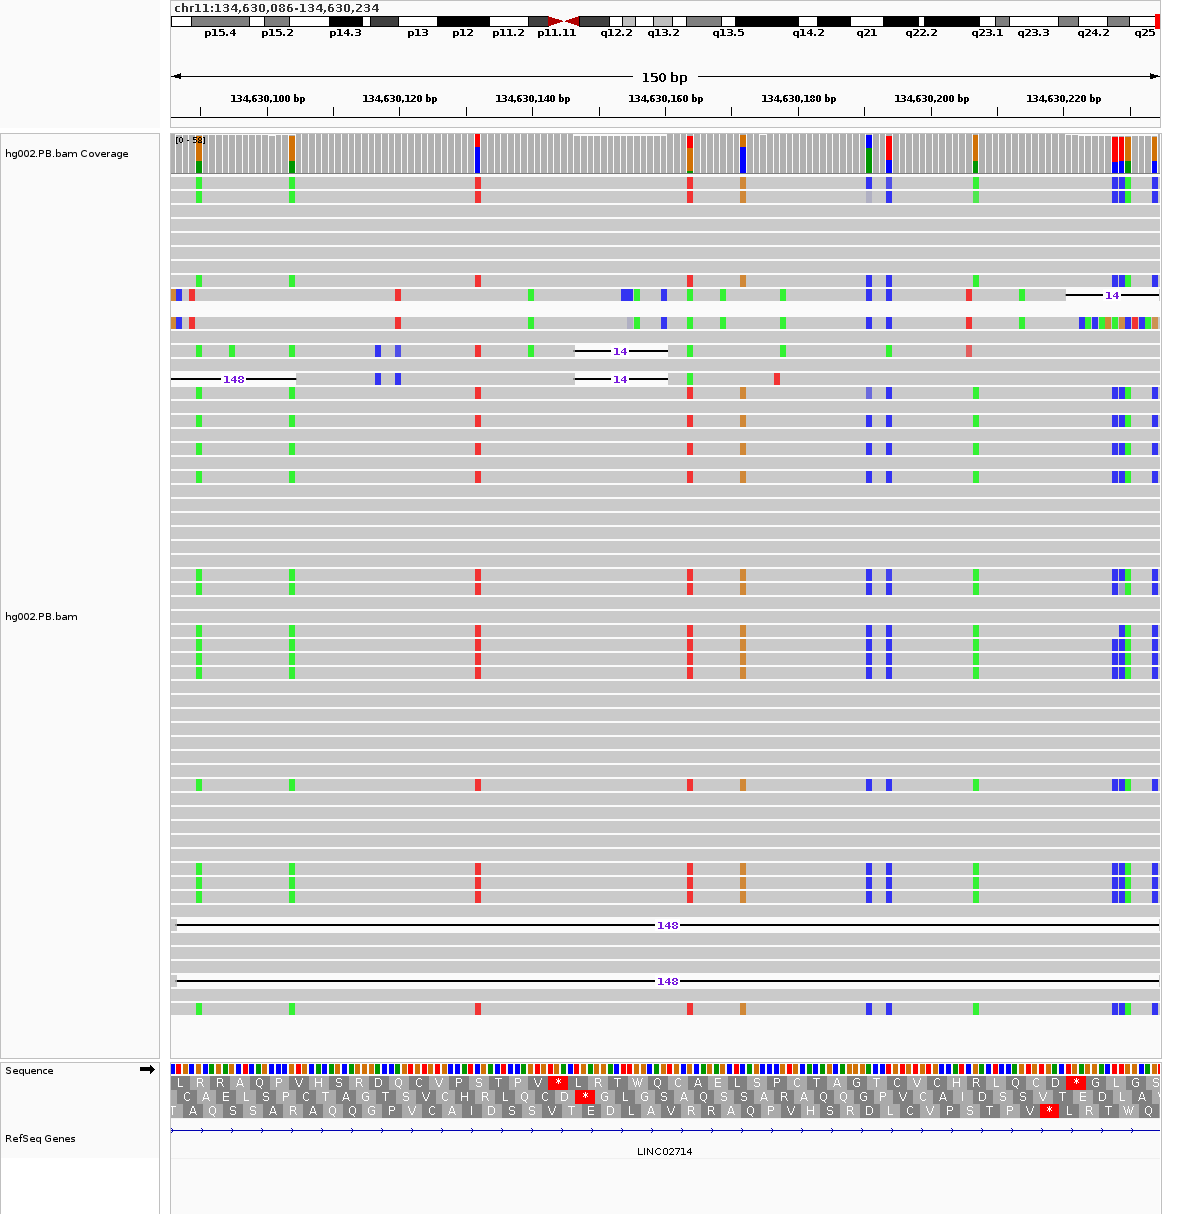 chr11:134,630,086-134,630,234
p15.4 p15.2 p14.3 p13 p12 p11.2 p11.11 q12.2 q13.2 q13.5 q14.2 q21 q22.2 q23.1 q23.3 q24.2 q25
150 bp
134,630,100 bp 134,630,120 bp 134,630,140 bp 134,630,160 bp 134,630,180 bp 134,630,200 bp 134,630,220 bp
hg002.PB.bam Coverage
[0 - 58]
14
14
148 14
hg002.PB.bam
148
148
Sequence
L R R A Q P V H S R D Q C V P S T P V * L R T W Q C A E L S P C T A G T C V C H R L Q C D * G L G S
C A E L S P C T A G T S V C H R L Q C D * G L G S A Q S S A R A Q Q G P V C A I D S S V T E D L A V
T A Q S S A R A Q Q G P V C A I D S S V T E D L A V R R A Q P V H S R D L C V P S T P V * L R T W Q
RefSeq Genes
LINC02714